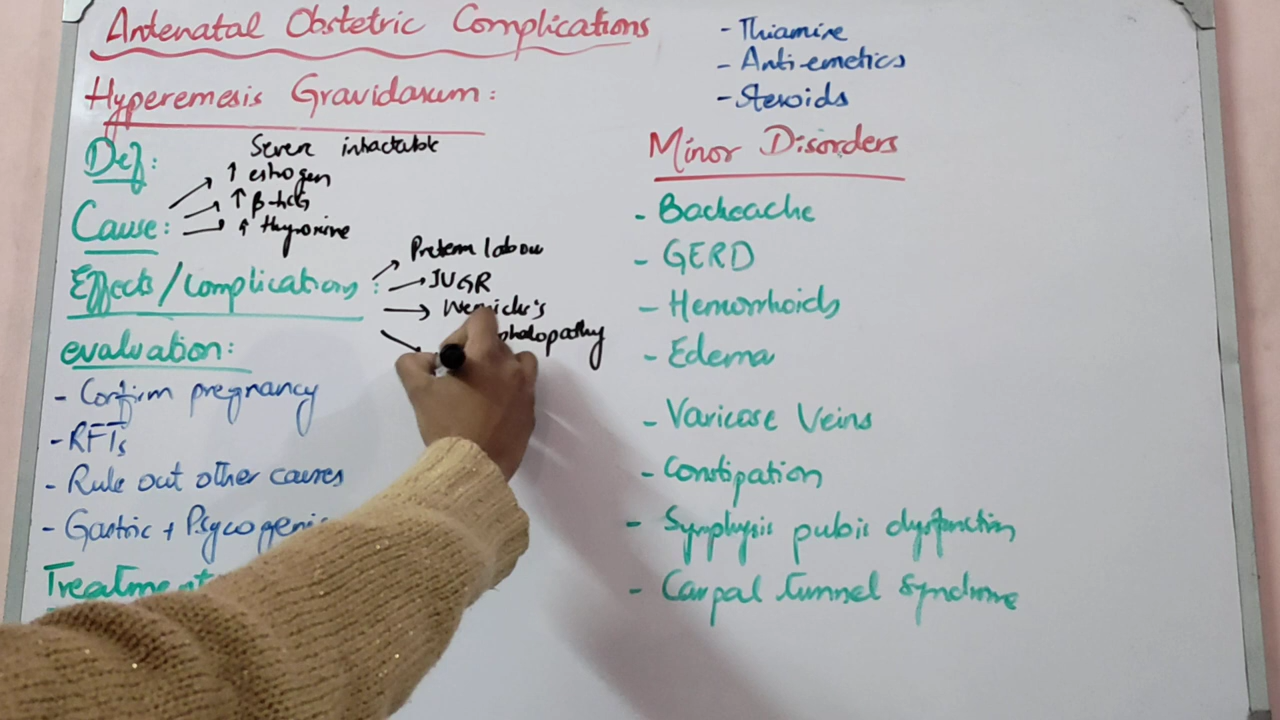 Antenatal Obstetric Complications
Hyperemesis Gravidarum:
Def:
Severe intractable
Cause:
↑ estrogen
↑ β-hCG
↑ thyroxine
Effects/Complications:
Preterm labour
IUGR
Wernicke's
evaluation:
- Confirm pregnancy
- RFTs
- Rule out other causes
- Gastric +
- Thiamine
- Anti-emetics
- Steroids
Minor Disorders
- Backache
- GERD
- Hemorrhoids
- Edema
- Varicose Veins
- Constipation
- Symphysis pubis dysfunction
- Carpal tunnel syndrome